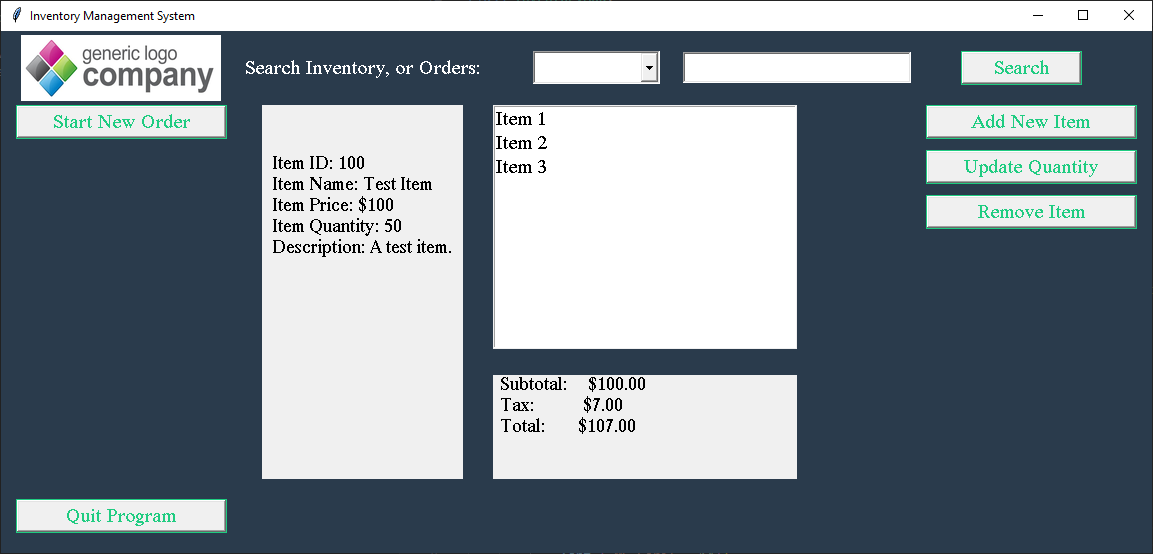 Inventory Management System
generic logo
company
Search Inventory, or Orders:
Search
Start New Order
Item ID: 100
Item Name: Test Item
Item Price: $100
Item Quantity: 50
Description: A test item.
Item 1
Item 2
Item 3
Subtotal: $100.00
Tax: $7.00
Total: $107.00
Add New Item
Update Quantity
Remove Item
Quit Program